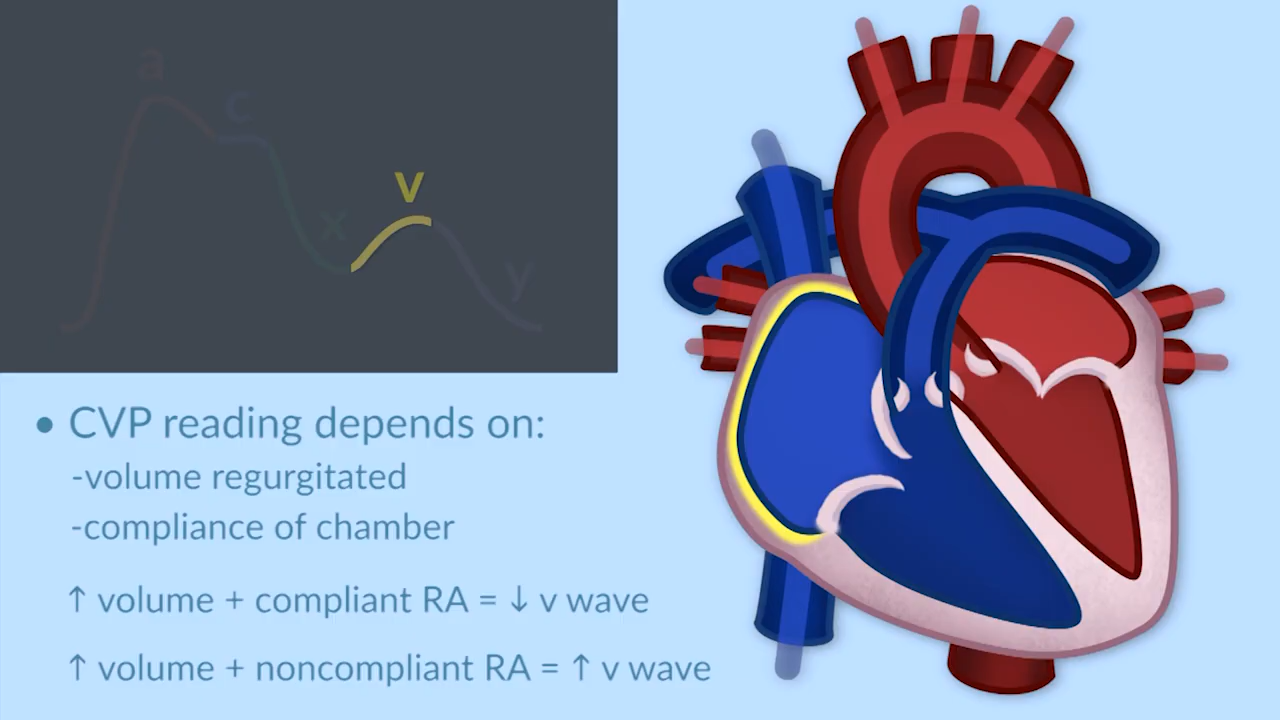 a
c
v
x
y
• CVP reading depends on:
-volume regurgitated
-compliance of chamber
↑ volume + compliant RA = ↓ v wave
↑ volume + noncompliant RA = ↑ v wave